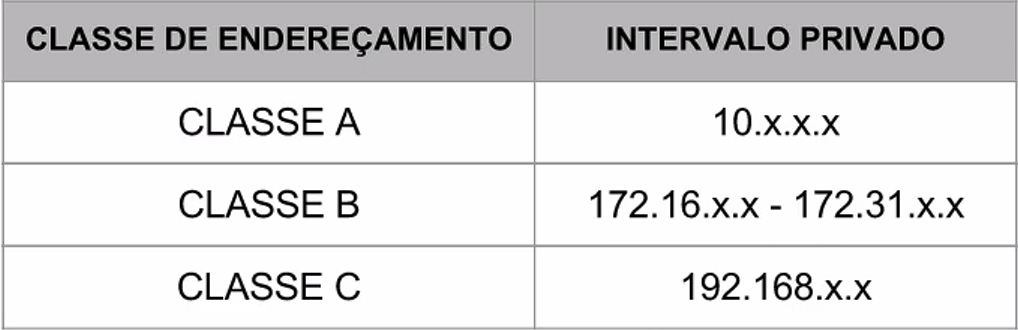 CLASSE DE ENDEREÇAMENTO INTERVALO PRIVADO
CLASSE A 10.x.x.x
CLASSE B 172.16.x.x - 172.31.x.x
CLASSE C 192.168.x.x